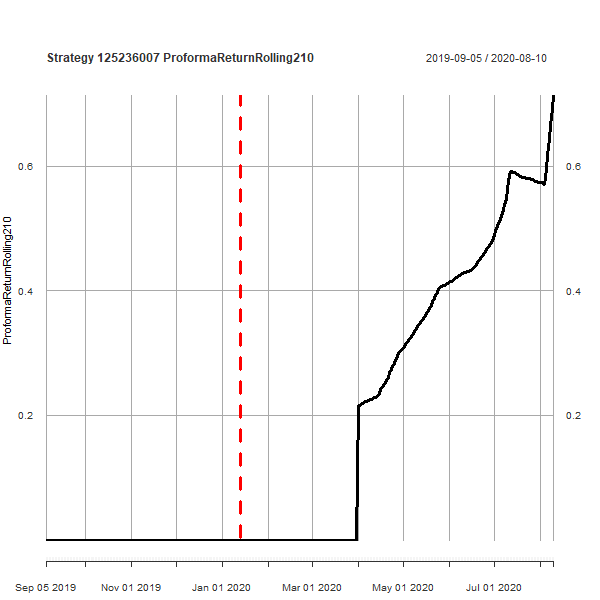 Strategy 125236007 ProformaReturnRolling210
2019-09-05 / 2020-08-10
ProformaReturnRolling210
0.6
0.6
0.4
0.4
0.2
0.2
Sep 05 2019
Nov 01 2019
Jan 01 2020
Mar 01 2020
May 01 2020
Jul 01 2020